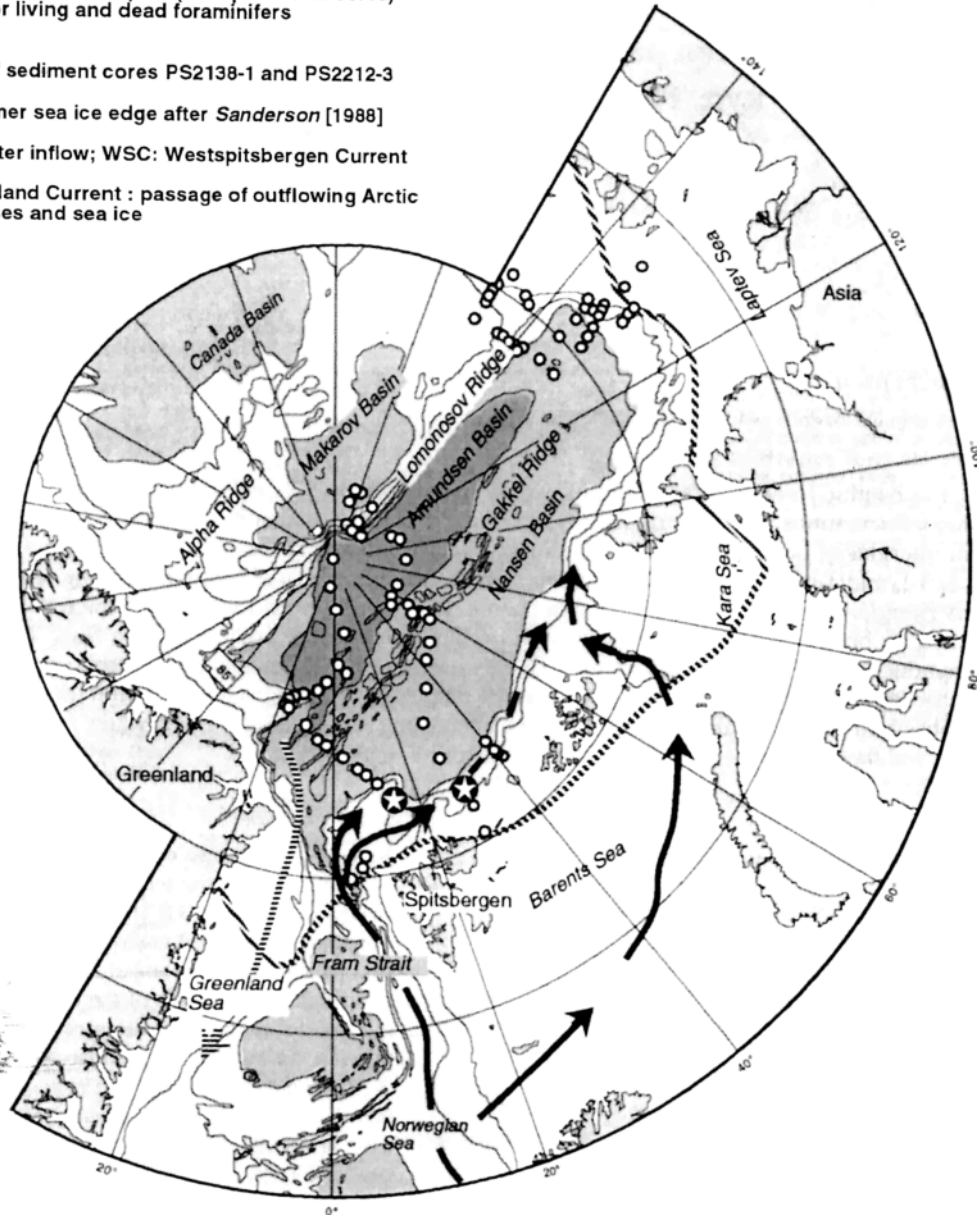 r living and dead foraminifers
sediment cores PS2138-1 and PS2212-3
ner sea ice edge after Sanderson [1988]
ter inflow; WSC: Westspitsbergen Current
land Current : passage of outflowing Arctic
es and sea ice
140°
120°
Laptev Sea
Asia
Canada Basin
Makarov Basin
Lomonosov Ridge
Amundsen Basin
Gakkel Ridge
Nansen Basin
Alpha Ridge
100°
Kara Sea
80°
85°
Greenland
Spitsbergen
Barents Sea
60°
Fram Strait
Greenland
Sea
40°
Norwegian
Sea
20°
20°
0°